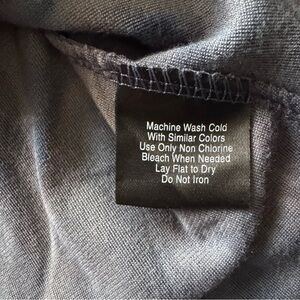 Machine Wash Cold
With Similar Colors
Use Only Non Chlorine
Bleach When Needed
Lay Flat to Dry
Do Not Iron